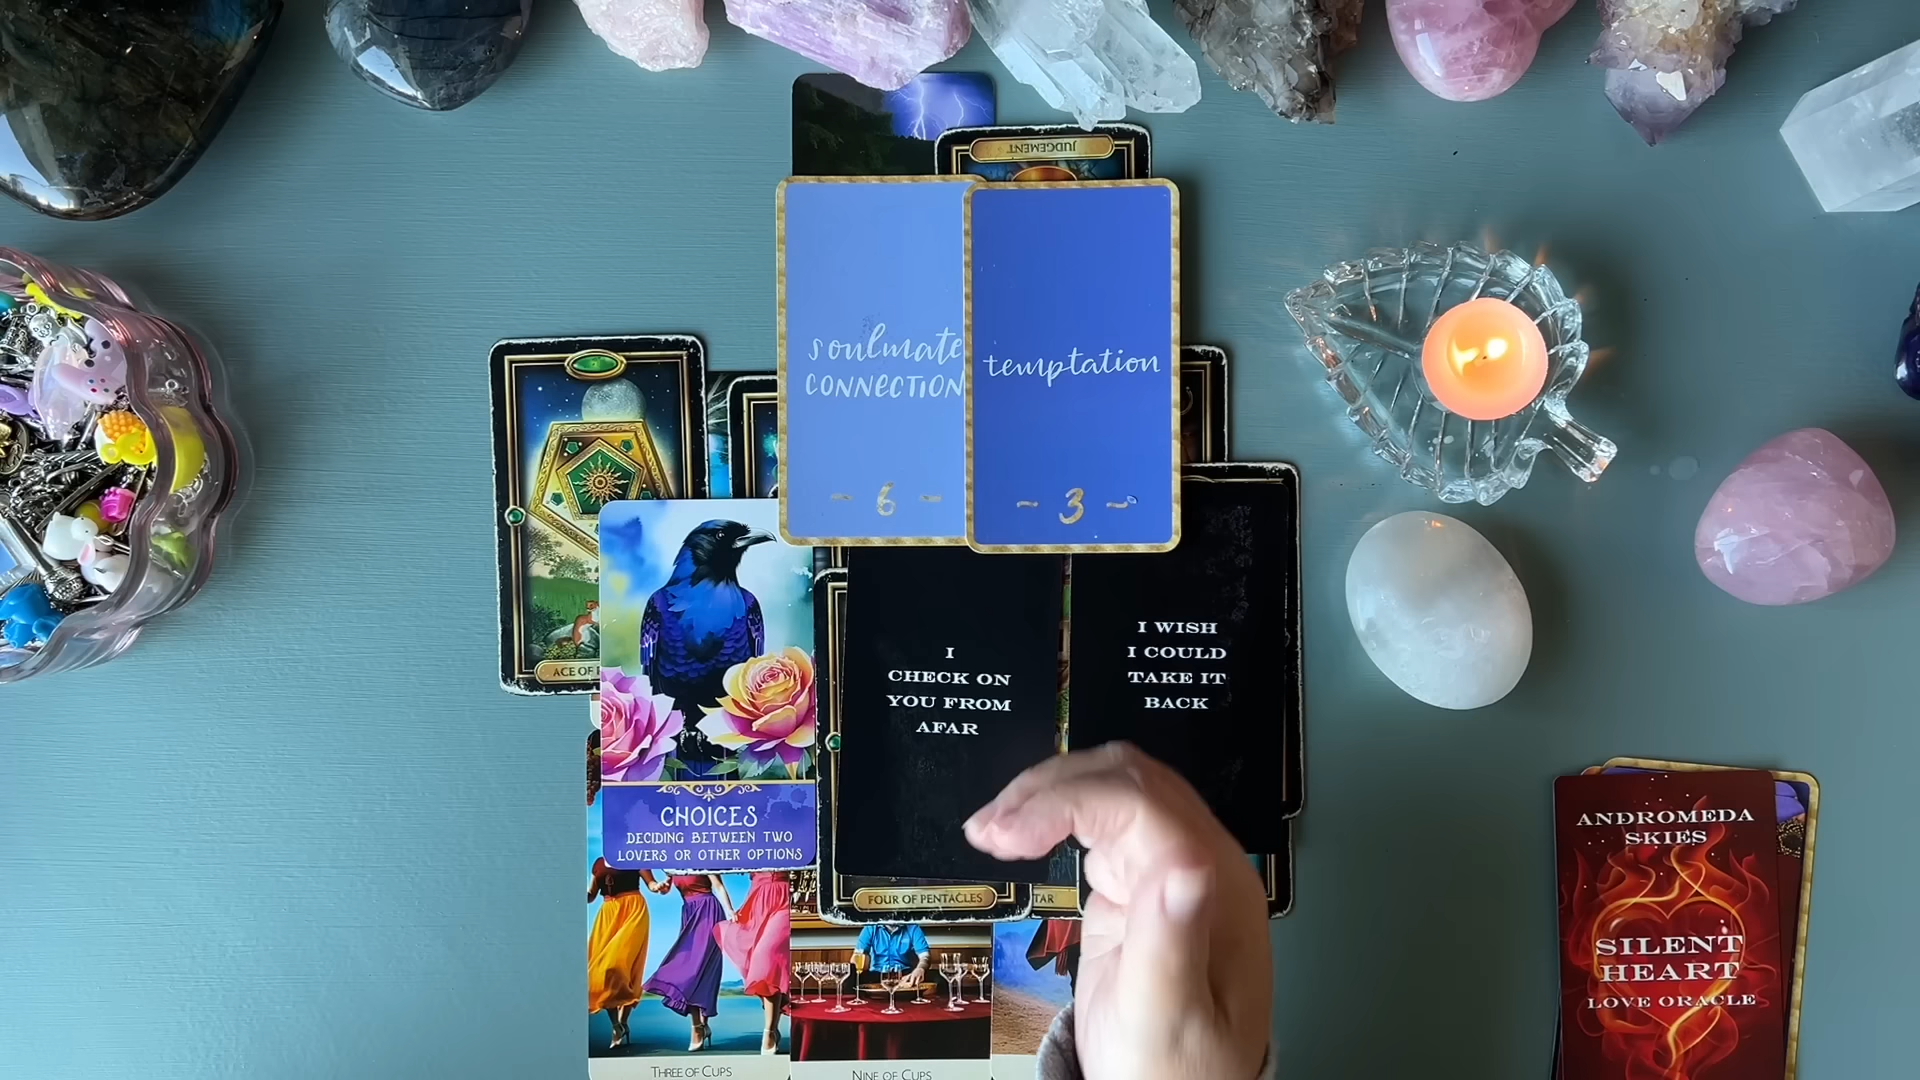 JUDGEMENT
soulmate
CONNECTION
- 6 -
temptation
- 3 -
ACE OF
I
CHECK ON
YOU FROM
AFAR
I WISH
I COULD
TAKE IT
BACK
CHOICES
DECIDING BETWEEN TWO
LOVERS OR OTHER OPTIONS
FOUR OF PENTACLES
TAR
THREE OF CUPS
NINE OF CUPS
ANDROMEDA
SKIES
SILENT
HEART
LOVE ORACLE